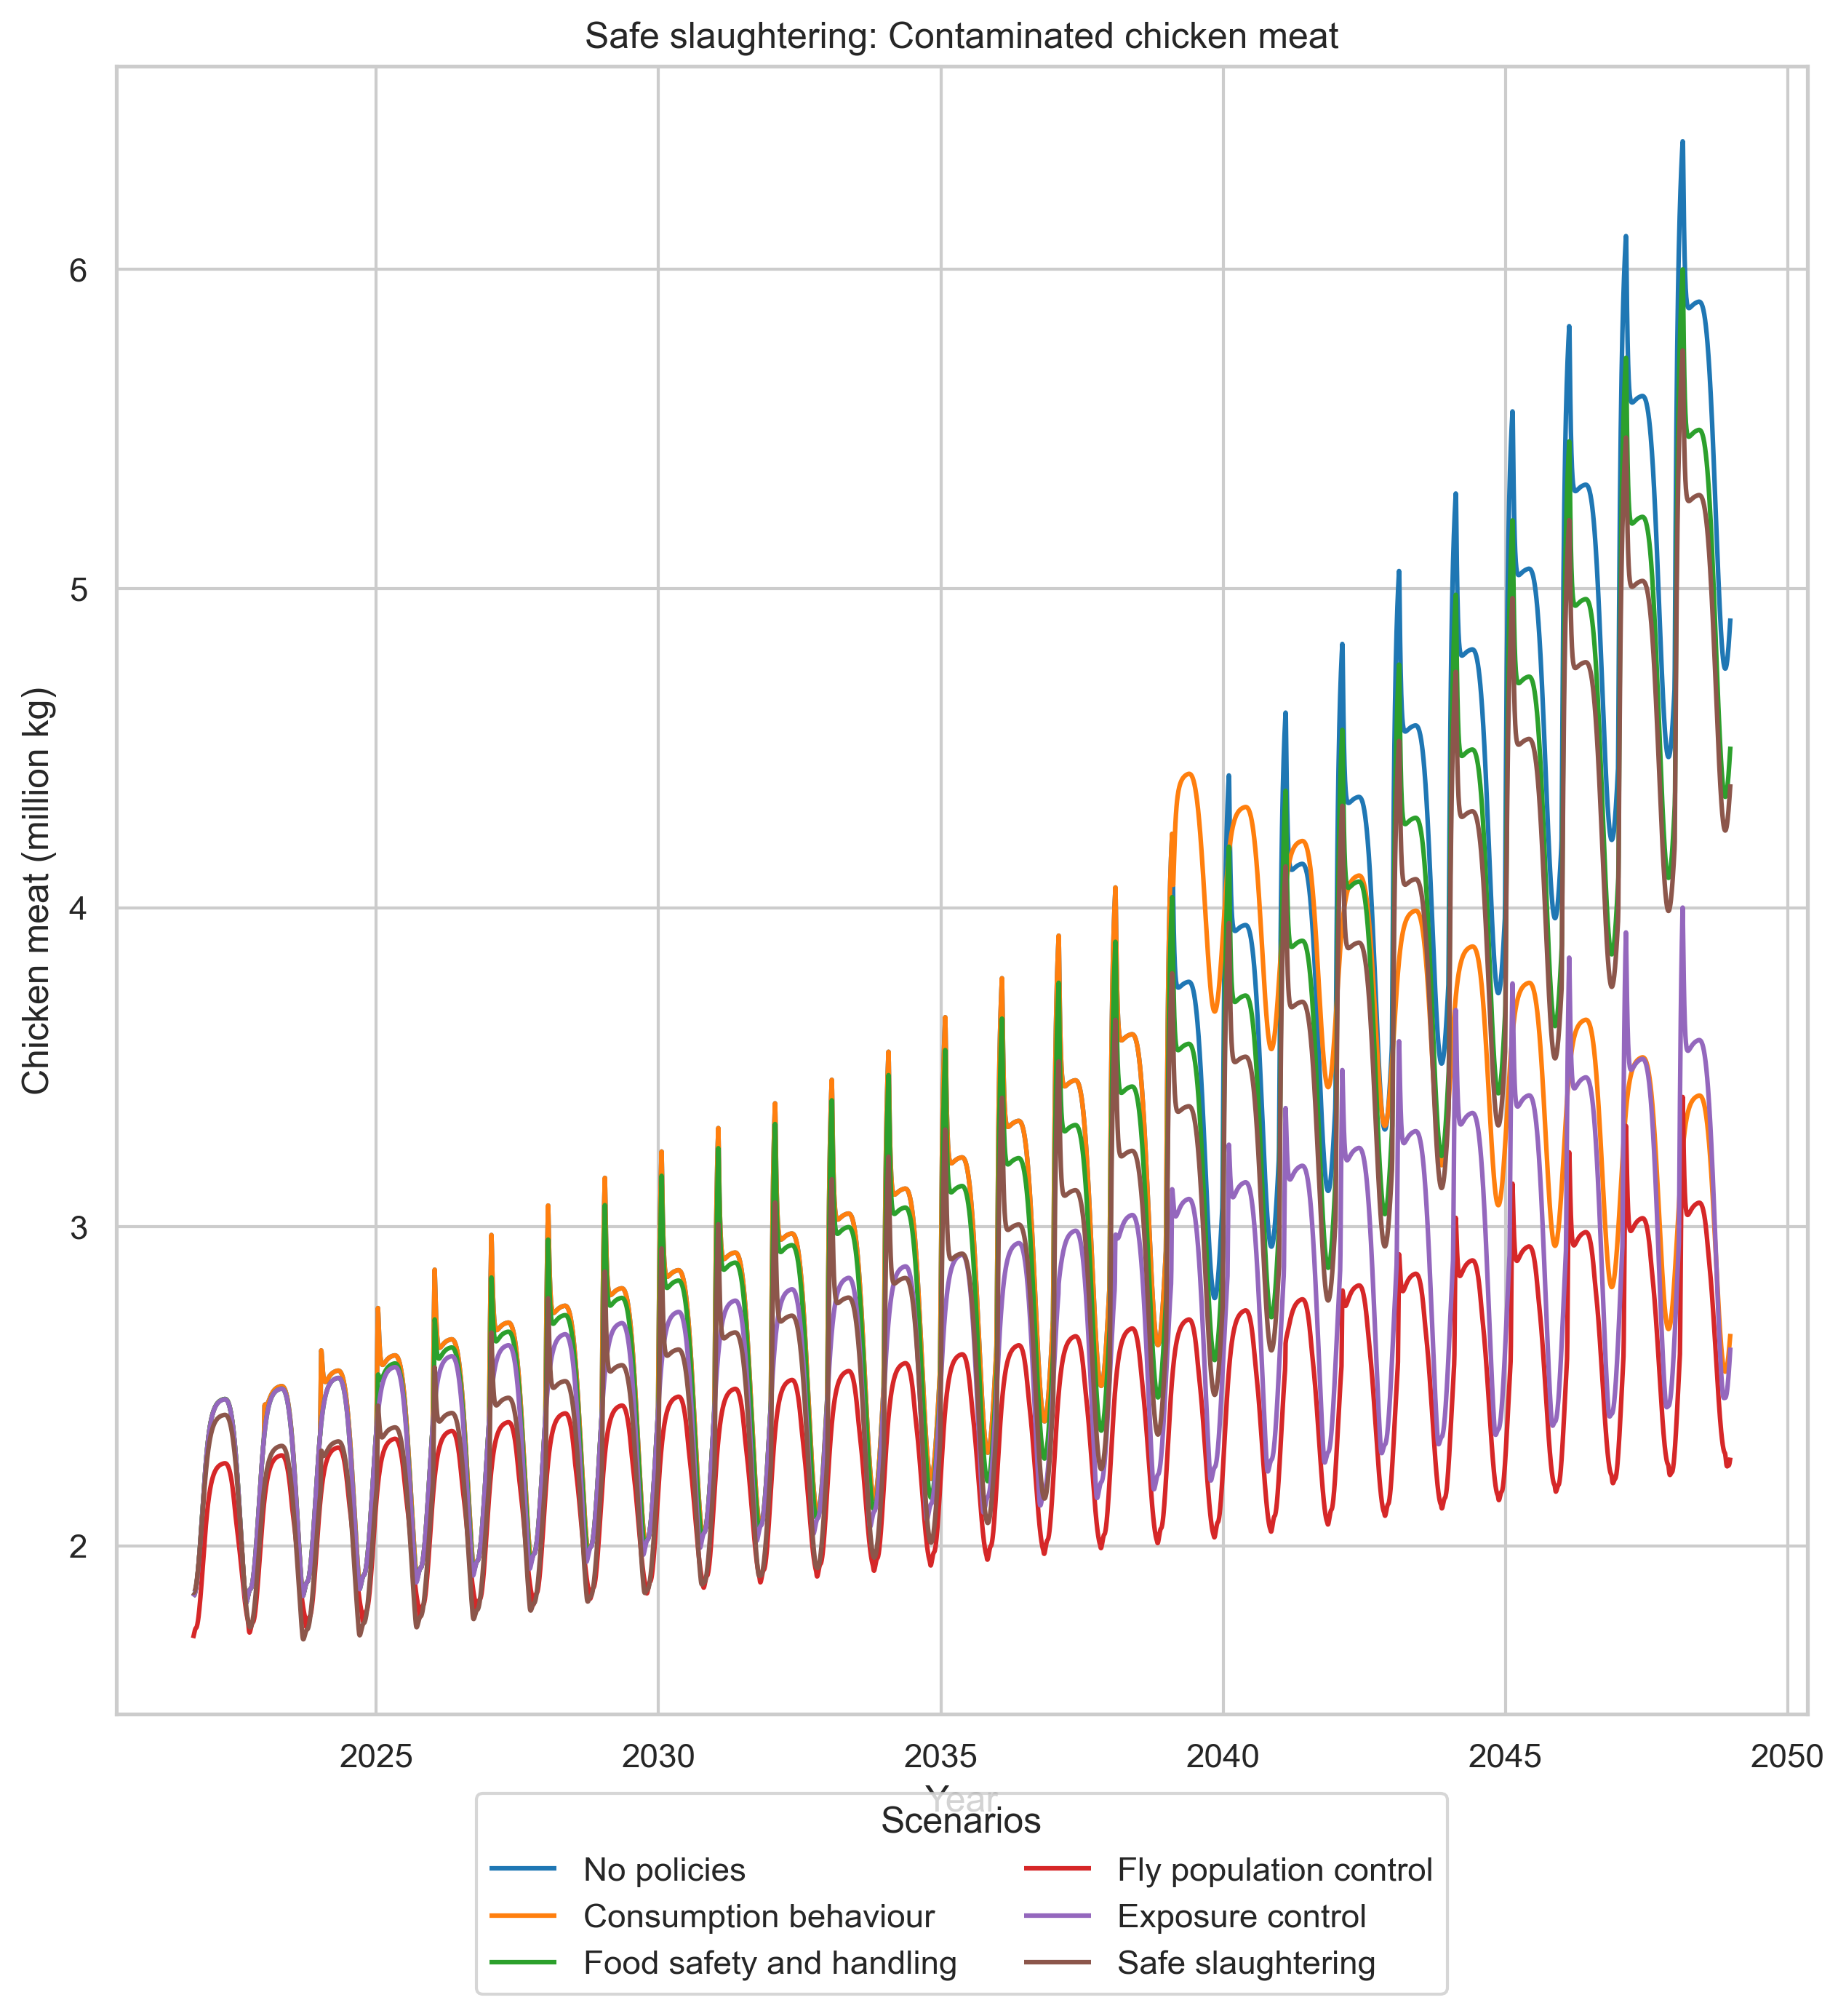 Safe slaughtering: Contaminated chicken meat
Chicken meat (million kg)
6
5
4
3
2
2025 2030 2035 2040 2045 2050
Year
Scenarios
No policies
Consumption behaviour
Food safety and handling
Fly population control
Exposure control
Safe slaughtering